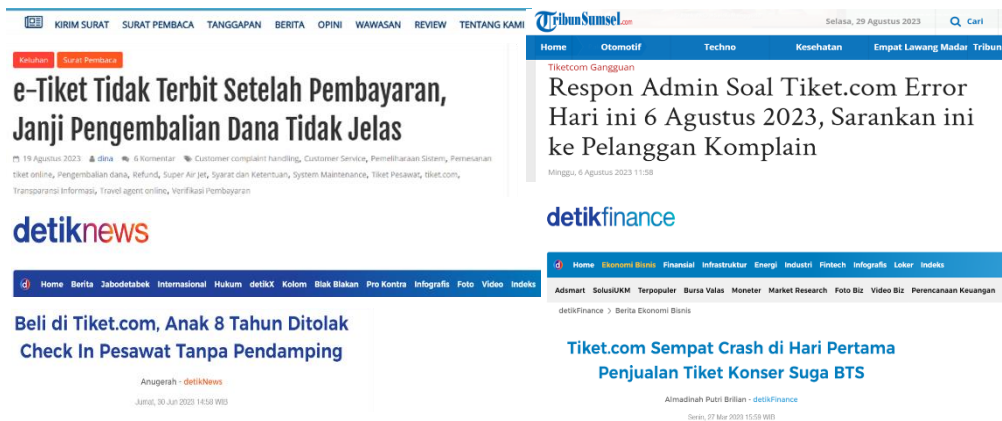 KIRIM SURAT SURAT PEMBACA TANGGAPAN BERITA OPINI WAWASAN REVIEW TENTANG KAMI
Keluhan Surat Pembaca
e-Tiket Tidak Terbit Setelah Pembayaran,
Janji Pengembalian Dana Tidak Jelas
19 Agustus 2023 dina 6 Komentar Customer complaint handling, Customer Service, Pemeliharaan Sistem, Pemesanan
tiket online, Pengembalian dana, Refund, Super Air Jet, Syarat dan Ketentuan, System Maintenance, Tiket Pesawat, tiket.com,
Transparansi Informasi, Travel agent online, Verifikasi Pembayaran
TribunSumsel.com
Selasa, 29 Agustus 2023 Cari
Home Otomotif Techno Kesehatan Empat Lawang Madar Tribun
Tiketcom Gangguan
Respon Admin Soal Tiket.com Error
Hari ini 6 Agustus 2023, Sarankan ini
ke Pelanggan Komplain
Minggu, 6 Agustus 2023 11:58
detiknews
d Home Berita Jabodetabek Internasional Hukum detikX Kolom Blak Blakan Pro Kontra Infografis Foto Video Indeks
Beli di Tiket.com, Anak 8 Tahun Ditolak
Check In Pesawat Tanpa Pendamping
Anugerah - detikNews
Jumat, 30 Jun 2023 14:58 WIB
detikfinance
d Home Ekonomi Bisnis Finansial Infrastruktur Energi Industri Fintech Infografis Loker Indeks
Adsmart SolusiUKM Terpopuler Bursa Valas Moneter Market Research Foto Biz Video Biz Perencanaan Keuangan
detikFinance > Berita Ekonomi Bisnis
Tiket.com Sempat Crash di Hari Pertama
Penjualan Tiket Konser Suga BTS
Almadinah Putri Brilian - detikFinance
Senin, 27 Mar 2023 15:59 WIB